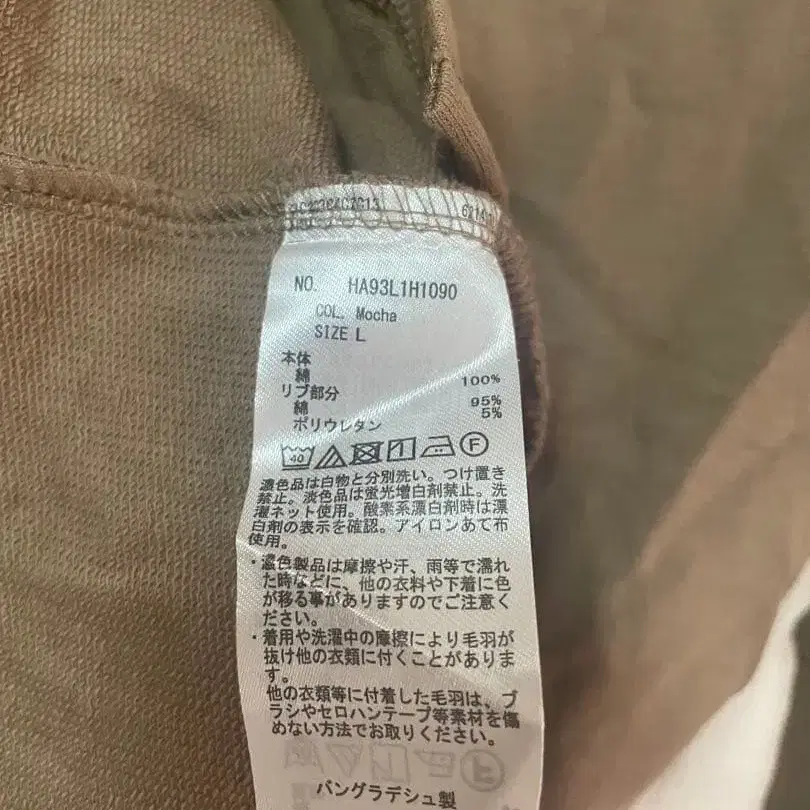 NO. HA93L1H1090
COL. Mocha
SIZE L
本体
綿 100%
リブ部分
綿 95%
ポリウレタン 5%
40 F
濃色品は白物と分別洗い。つけ置き
禁止。淡色品は蛍光増白剤禁止。洗
濯ネット使用。酸素系漂白剤時は漂
白剤の表示を確認。アイロンあて布
使用。
・濃色製品は摩擦や汗、雨等で濡れ
た時などに、他の衣料や下着に色
が移る事がありますのでご注意く
ださい。
・着用や洗濯中の摩擦により毛羽が
抜け他の衣類に付くことがありま
す。
他の衣類等に付着した毛羽は、ブ
ラシやセロハンテープ等素材を傷
めない方法でお取りください。
バングラデシュ製